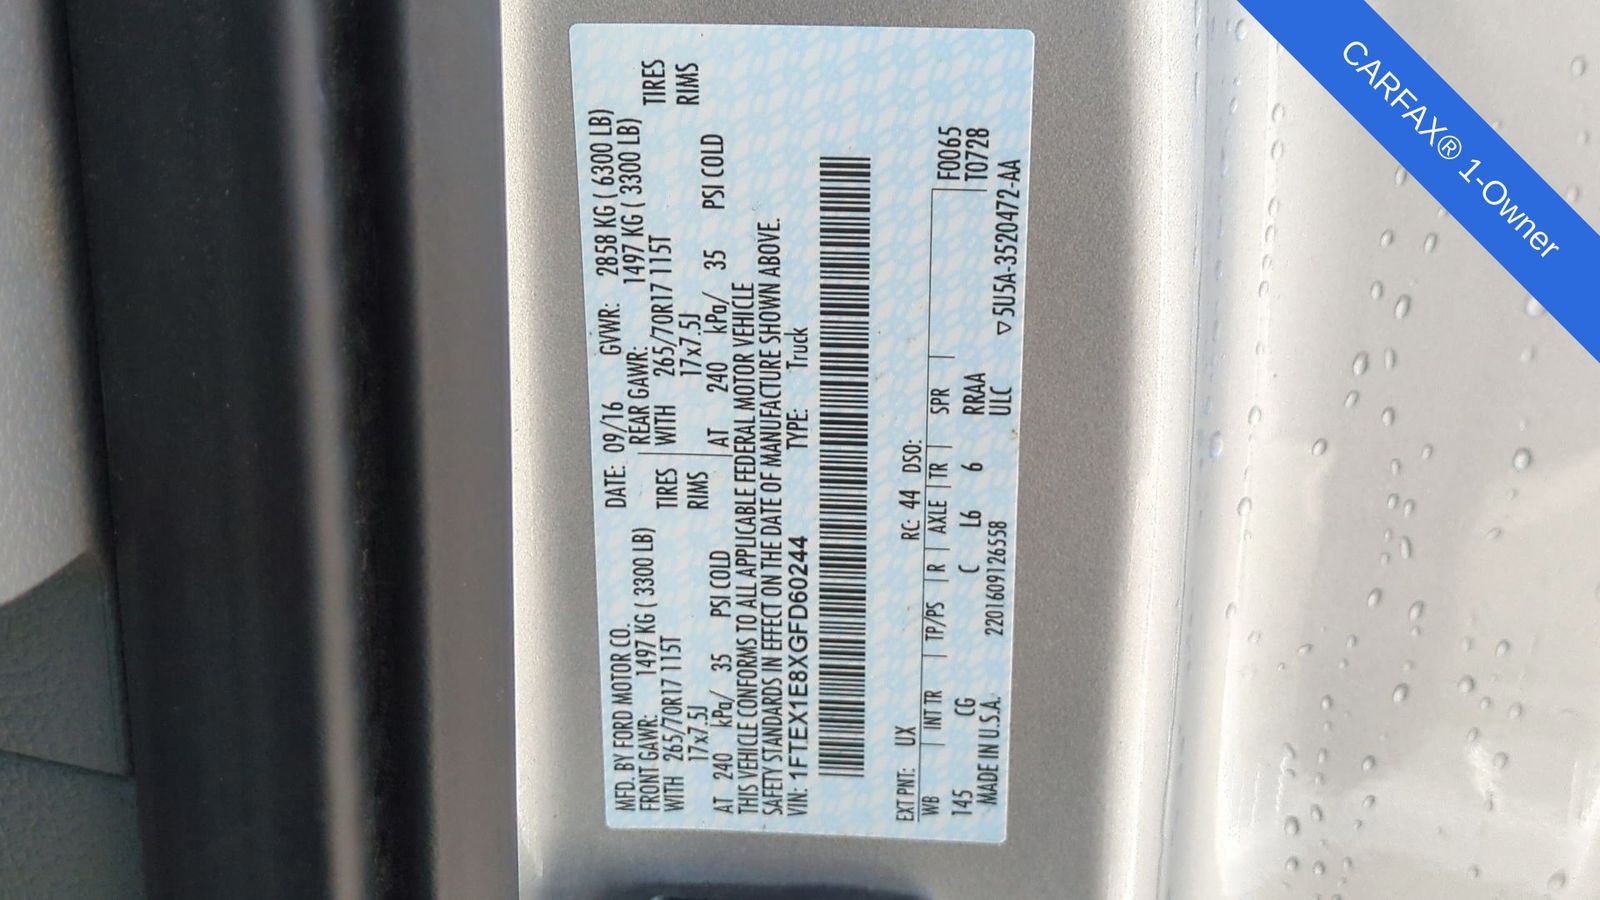 MFD. BY FORD MOTOR CO. DATE: 09/16 GVWR: 2858 KG ( 6300 LB)
FRONT GAWR: 1497 KG ( 3300 LB) REAR GAWR: 1497 KG ( 3300 LB)
WITH 265/70R17 115T TIRES WITH 265/70R17 115T TIRES
17x7.5J RIMS 17x7.5J RIMS
AT 240 kPa/ 35 PSI COLD AT 240 kPa/ 35 PSI COLD
THIS VEHICLE CONFORMS TO ALL APPLICABLE FEDERAL MOTOR VEHICLE
SAFETY STANDARDS IN EFFECT ON THE DATE OF MANUFACTURE SHOWN ABOVE.
VIN: 1FTEX1E8XGFD60244 TYPE: Truck
EXT PNT: UX RC: 44 DSO:
WB | INT TR | TP/PS | R | AXLE | TR | SPR | F0065
145 CG C L6 6 RRAA T0728
MADE IN U.S.A. 2201609126558 ULC ▽5U5A-3520472-AA
CARFAX® 1-Owner